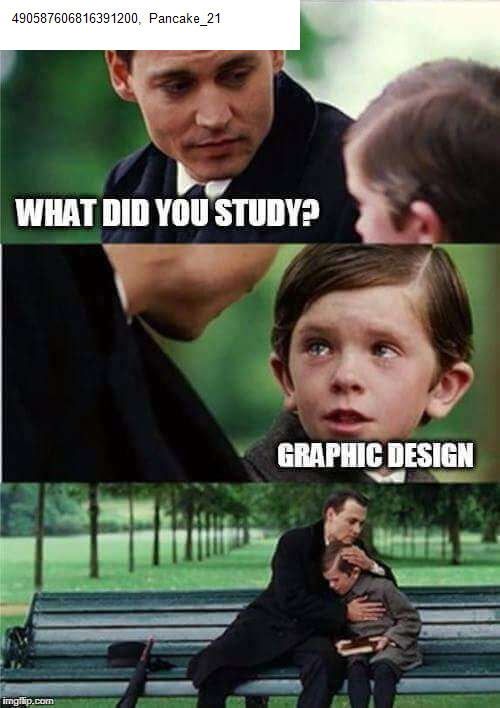 490587606816391200, Pancake_21
WHAT DID YOU STUDY?
GRAPHIC DESIGN
imgflip.com